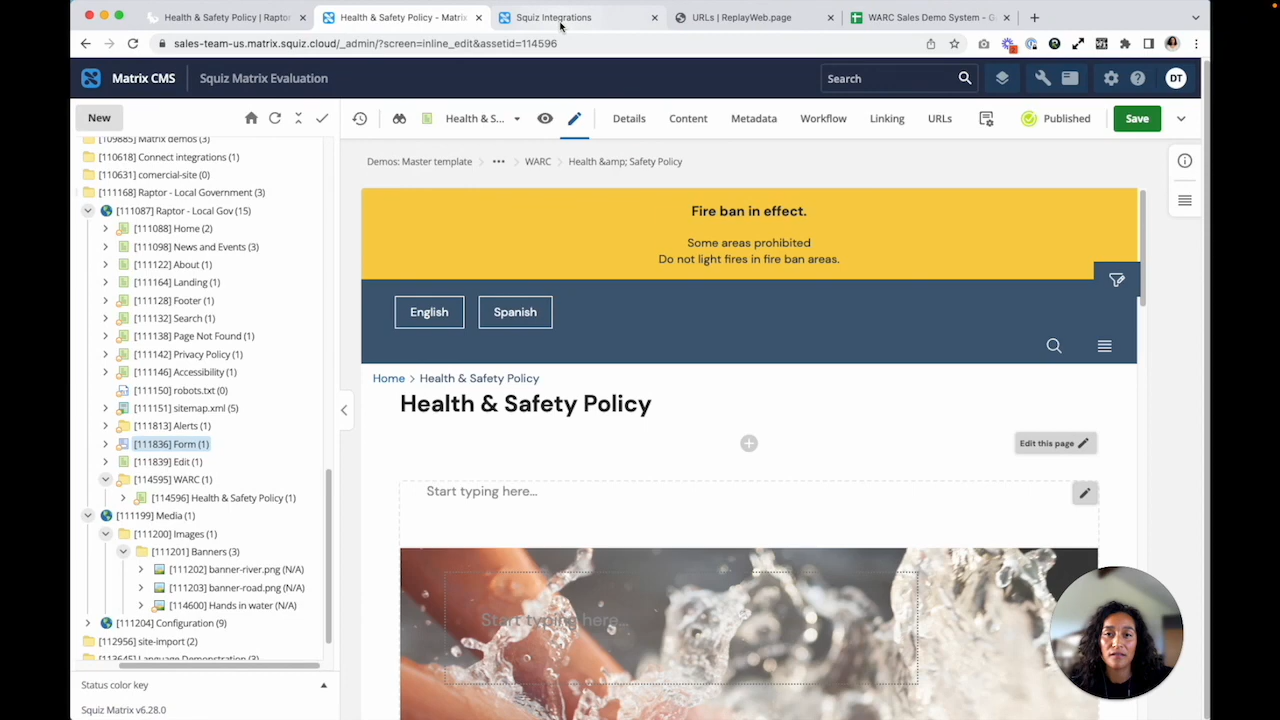 Health & Safety Policy | Raptor
Health & Safety Policy - Matrix
Squiz Integrations
URLs | ReplayWeb.page
WARC Sales Demo System - G
sales-team-us.matrix.squiz.cloud/_admin/?screen=inline_edit&assetid=114596
Matrix CMS
Squiz Matrix Evaluation
Search
DT
New
Health & S...
Details
Content
Metadata
Workflow
Linking
URLs
Published
Save
[109885] Matrix demos (3)
[110618] Connect integrations (1)
[110631] comercial-site (0)
[111168] Raptor - Local Government (3)
[111087] Raptor - Local Gov (15)
[111088] Home (2)
[111098] News and Events (3)
[111122] About (1)
[111164] Landing (1)
[111128] Footer (1)
[111132] Search (1)
[111138] Page Not Found (1)
[111142] Privacy Policy (1)
[111146] Accessibility (1)
[111150] robots.txt (0)
[111151] sitemap.xml (5)
[111813] Alerts (1)
[111836] Form (1)
[111839] Edit (1)
[114595] WARC (1)
[114596] Health & Safety Policy (1)
[111199] Media (1)
[111200] Images (1)
[111201] Banners (3)
[111202] banner-river.png (N/A)
[111203] banner-road.png (N/A)
[114600] Hands in water (N/A)
[111204] Configuration (9)
[112956] site-import (2)
[113645] Language Demonstration (3)
Status color key
Squiz Matrix v6.28.0
Demos: Master template
•••
WARC
Health &amp; Safety Policy
Fire ban in effect.
Some areas prohibited
Do not light fires in fire ban areas.
English
Spanish
Home > Health & Safety Policy
Health & Safety Policy
Edit this page
Start typing here...
Start typing here...